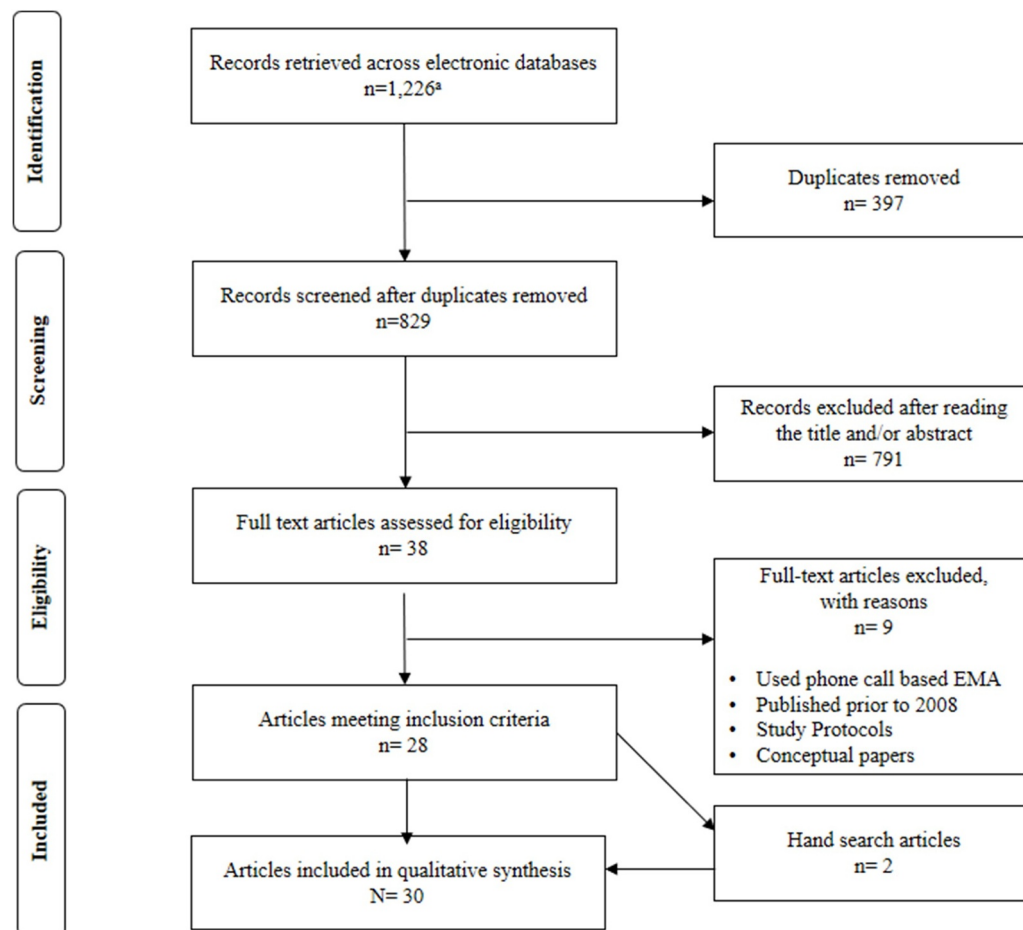 Identification
Records retrieved across electronic databases
n=1,226ª
Duplicates removed
n= 397
Screening
Records screened after duplicates removed
n=829
Records excluded after reading
the title and/or abstract
n= 791
Eligibility
Full text articles assessed for eligibility
n= 38
Full-text articles excluded,
with reasons
n= 9
• Used phone call based EMA
• Published prior to 2008
• Study Protocols
• Conceptual papers
Included
Articles meeting inclusion criteria
n= 28
Hand search articles
n= 2
Articles included in qualitative synthesis
N= 30